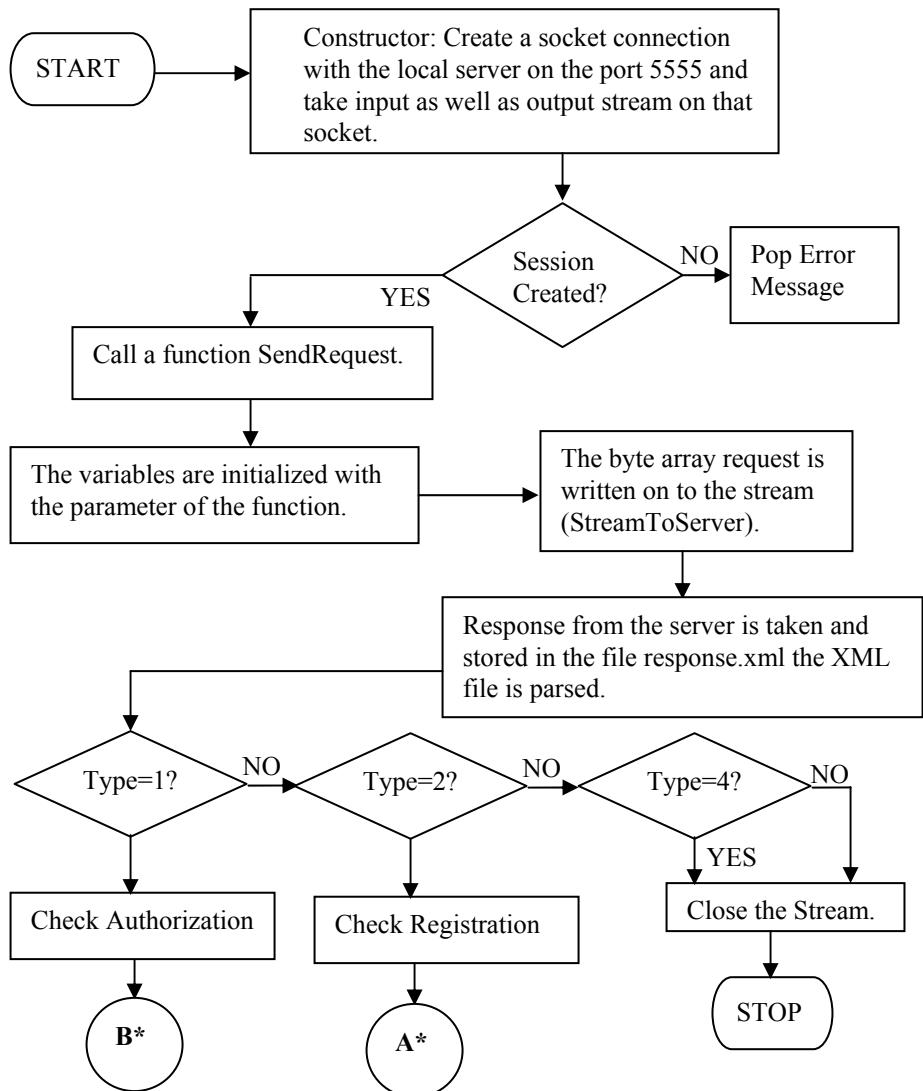 START
Constructor: Create a socket connection
with the local server on the port 5555 and
take input as well as output stream on that
socket.
Session
Created?
NO
Pop Error
Message
YES
Call a function SendRequest.
The variables are initialized with
the parameter of the function.
The byte array request is
written on to the stream
(StreamToServer).
Response from the server is taken and
stored in the file response.xml the XML
file is parsed.
Type=1?
NO
Type=2?
NO
Type=4?
NO
YES
Check Authorization
Check Registration
Close the Stream.
B*
A*
STOP